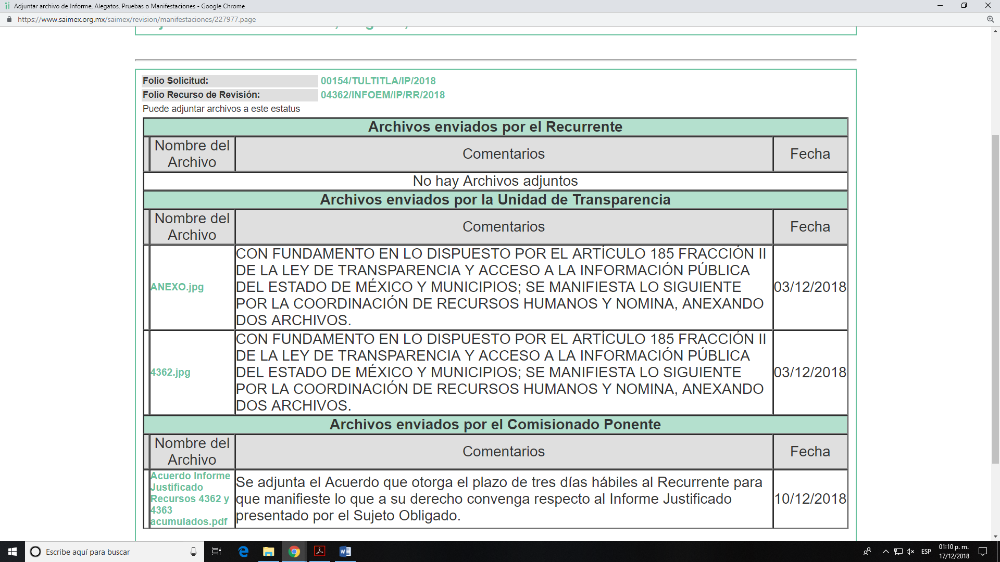 Adjuntar archivo de Informe, Alegatos, Pruebas o Manifestaciones - Google Chrome
https://www.saimex.org.mx/saimex/revision/manifestaciones/227977.page
Folio Solicitud: 00154/TULTITLA/IP/2018
Folio Recurso de Revisión: 04362/INFOEM/IP/RR/2018
Puede adjuntar archivos a este estatus
Archivos enviados por el Recurrente
Nombre del
Archivo
Comentarios
Fecha
No hay Archivos adjuntos
Archivos enviados por la Unidad de Transparencia
Nombre del
Archivo
Comentarios
Fecha
ANEXO.jpg
CON FUNDAMENTO EN LO DISPUESTO POR EL ARTÍCULO 185 FRACCIÓN II
DE LA LEY DE TRANSPARENCIA Y ACCESO A LA INFORMACIÓN PÚBLICA
DEL ESTADO DE MÉXICO Y MUNICIPIOS; SE MANIFIESTA LO SIGUIENTE
POR LA COORDINACIÓN DE RECURSOS HUMANOS Y NOMINA, ANEXANDO
DOS ARCHIVOS.
03/12/2018
4362.jpg
CON FUNDAMENTO EN LO DISPUESTO POR EL ARTÍCULO 185 FRACCIÓN II
DE LA LEY DE TRANSPARENCIA Y ACCESO A LA INFORMACIÓN PÚBLICA
DEL ESTADO DE MÉXICO Y MUNICIPIOS; SE MANIFIESTA LO SIGUIENTE
POR LA COORDINACIÓN DE RECURSOS HUMANOS Y NOMINA, ANEXANDO
DOS ARCHIVOS.
03/12/2018
Archivos enviados por el Comisionado Ponente
Nombre del
Archivo
Comentarios
Fecha
Acuerdo Informe
Justificado
Recursos 4362 y
4363
acumulados.pdf
Se adjunta el Acuerdo que otorga el plazo de tres días hábiles al Recurrente para
que manifieste lo que a su derecho convenga respecto al Informe Justificado
presentado por el Sujeto Obligado.
10/12/2018
Escribe aquí para buscar
ESP
01:10 p. m.
17/12/2018